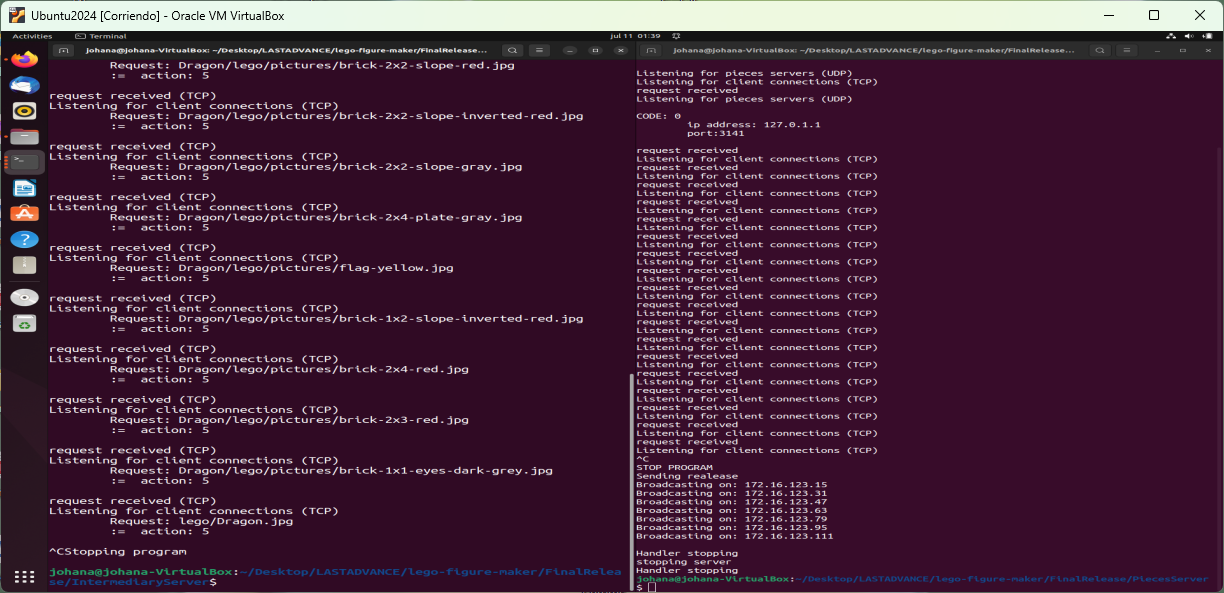 Ubuntu2024 [Corriendo] - Oracle VM VirtualBox
Activities
Terminal
jul 11 01:39
johana@johana-VirtualBox: ~/Desktop/LASTADVANCE/lego-figure-maker/FinalRelease...
Request: Dragon/lego/pictures/brick-2x2-slope-red.jpg
:= action: 5
request received (TCP)
Listening for client connections (TCP)
Request: Dragon/lego/pictures/brick-2x2-slope-inverted-red.jpg
:= action: 5
request received (TCP)
Listening for client connections (TCP)
Request: Dragon/lego/pictures/brick-2x2-slope-gray.jpg
:= action: 5
request received (TCP)
Listening for client connections (TCP)
Request: Dragon/lego/pictures/brick-2x4-plate-gray.jpg
:= action: 5
request received (TCP)
Listening for client connections (TCP)
Request: Dragon/lego/pictures/flag-yellow.jpg
:= action: 5
request received (TCP)
Listening for client connections (TCP)
Request: Dragon/lego/pictures/brick-1x2-slope-inverted-red.jpg
:= action: 5
request received (TCP)
Listening for client connections (TCP)
Request: Dragon/lego/pictures/brick-2x4-red.jpg
:= action: 5
request received (TCP)
Listening for client connections (TCP)
Request: Dragon/lego/pictures/brick-2x3-red.jpg
:= action: 5
request received (TCP)
Listening for client connections (TCP)
Request: Dragon/lego/pictures/brick-1x1-eyes-dark-grey.jpg
:= action: 5
request received (TCP)
Listening for client connections (TCP)
Request: lego/Dragon.jpg
:= action: 5
^CStopping program
johana@johana-VirtualBox:~/Desktop/LASTADVANCE/lego-figure-maker/FinalRelea
se/IntermediaryServer$
johana@johana-VirtualBox: ~/Desktop/LASTADVANCE/lego-figure-maker/FinalRelease...
Listening for pieces servers (UDP)
Listening for client connections (TCP)
request received
Listening for pieces servers (UDP)
CODE: 0
ip address: 127.0.1.1
port:3141
request received
Listening for client connections (TCP)
request received
Listening for client connections (TCP)
request received
Listening for client connections (TCP)
request received
Listening for client connections (TCP)
request received
Listening for client connections (TCP)
request received
Listening for client connections (TCP)
request received
Listening for client connections (TCP)
request received
Listening for client connections (TCP)
request received
Listening for client connections (TCP)
request received
Listening for client connections (TCP)
request received
Listening for client connections (TCP)
request received
Listening for client connections (TCP)
request received
Listening for client connections (TCP)
request received
Listening for client connections (TCP)
request received
Listening for client connections (TCP)
request received
Listening for client connections (TCP)
request received
Listening for client connections (TCP)
request received
Listening for client connections (TCP)
^C
STOP PROGRAM
Sending realease
Broadcasting on: 172.16.123.15
Broadcasting on: 172.16.123.31
Broadcasting on: 172.16.123.47
Broadcasting on: 172.16.123.63
Broadcasting on: 172.16.123.79
Broadcasting on: 172.16.123.95
Broadcasting on: 172.16.123.111
Handler stopping
stopping server
Handler stopping
johana@johana-VirtualBox:~/Desktop/LASTADVANCE/lego-figure-maker/FinalRelease/PiecesServer
$